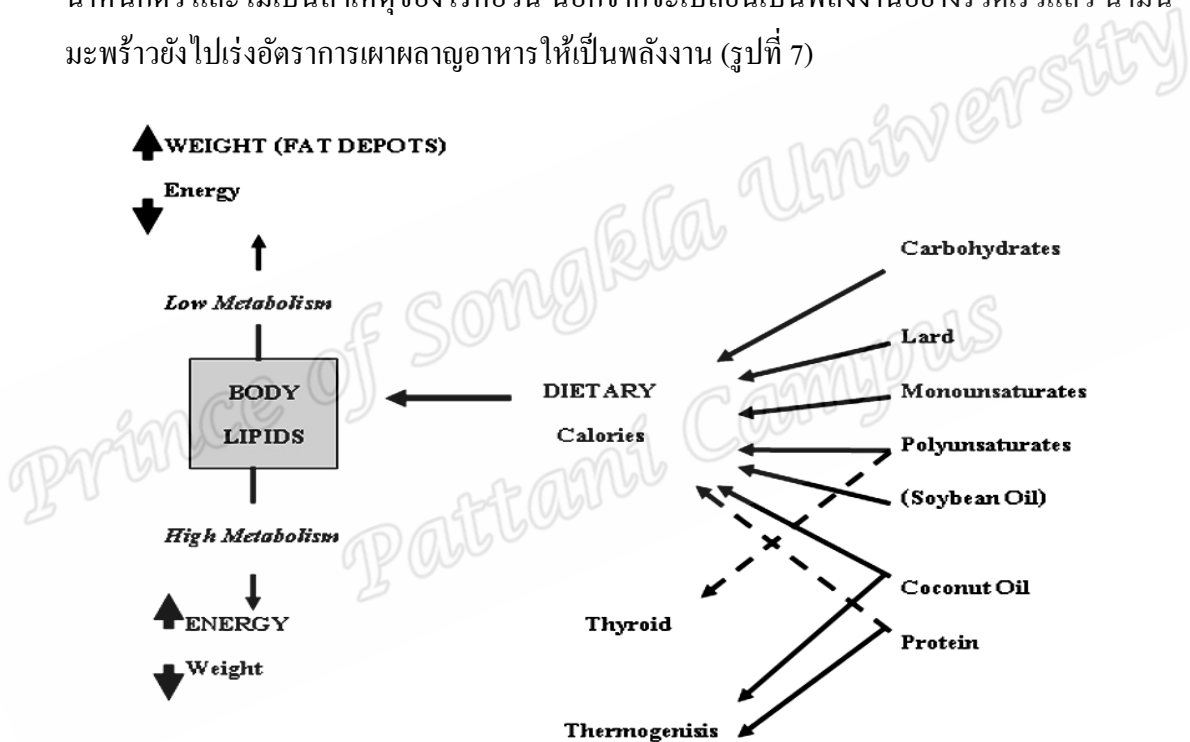 มะพร้าวยังไปเร่งอัตราการเผาผลาญอาหารให้เป็นพลังงาน (รูปที่ 7)
WEIGHT (FAT DEPOTS)
Energy
Low Metabolism
BODY
LIPIDS
High Metabolism
ENERGY
Weight
DIETARY
Calories
Carbohydrates
Lard
Monounsaturates
Polyunsaturates
(Soybean Oil)
Coconut Oil
Protein
Thyroid
Thermogenisis
Prince of Songkla University
Pattani Campus